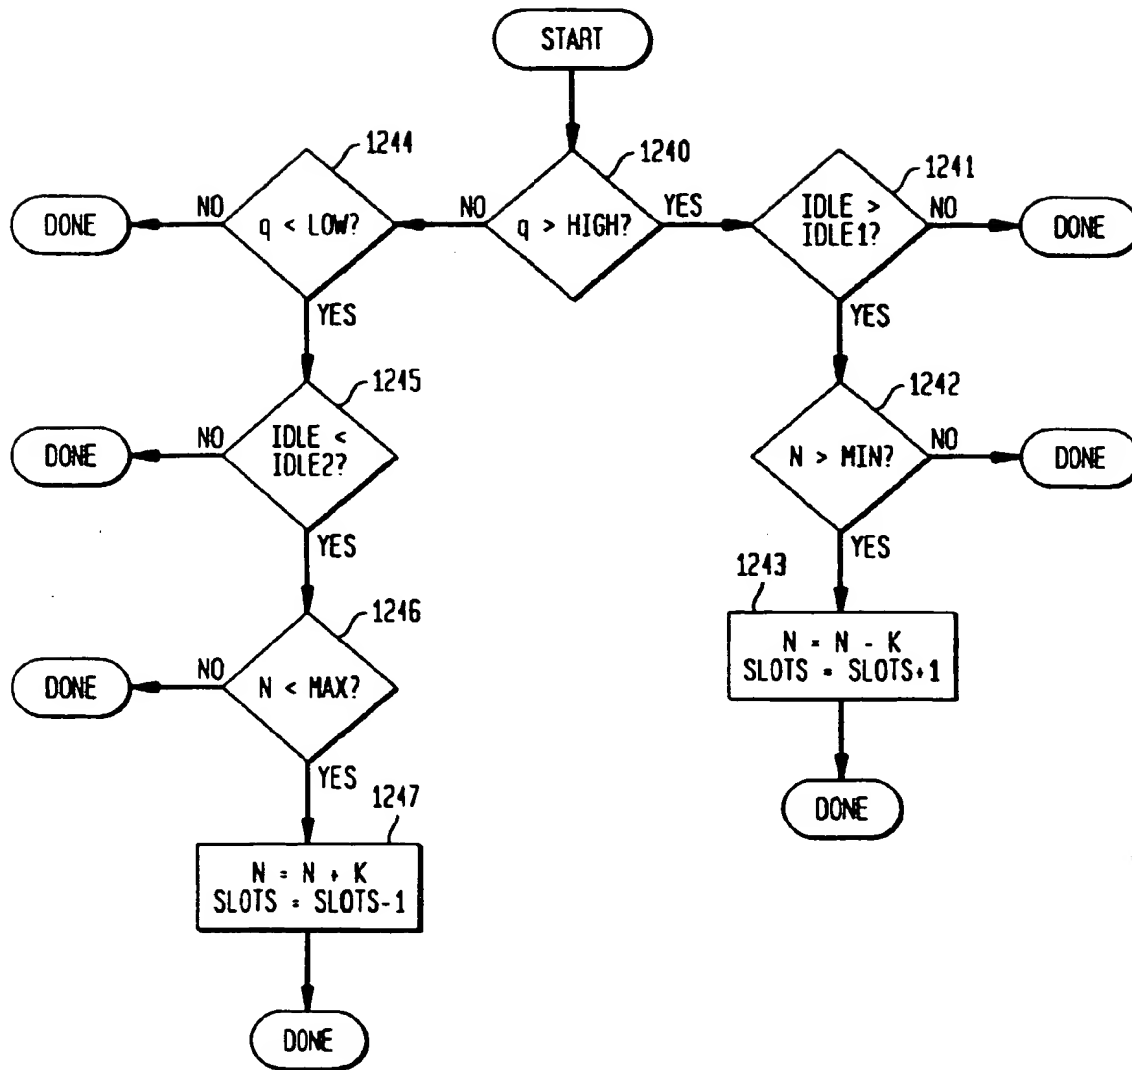 START
1244
1240
1241
DONE
NO
q < LOW?
NO
q > HIGH?
YES
IDLE >
IDLE1?
NO
DONE
YES
YES
1245
1242
DONE
NO
IDLE <
IDLE2?
N > MIN?
NO
DONE
YES
YES
1246
1243
DONE
NO
N < MAX?
N = N - K
SLOTS = SLOTS+1
YES
1247
DONE
N = N + K
SLOTS = SLOTS-1
DONE